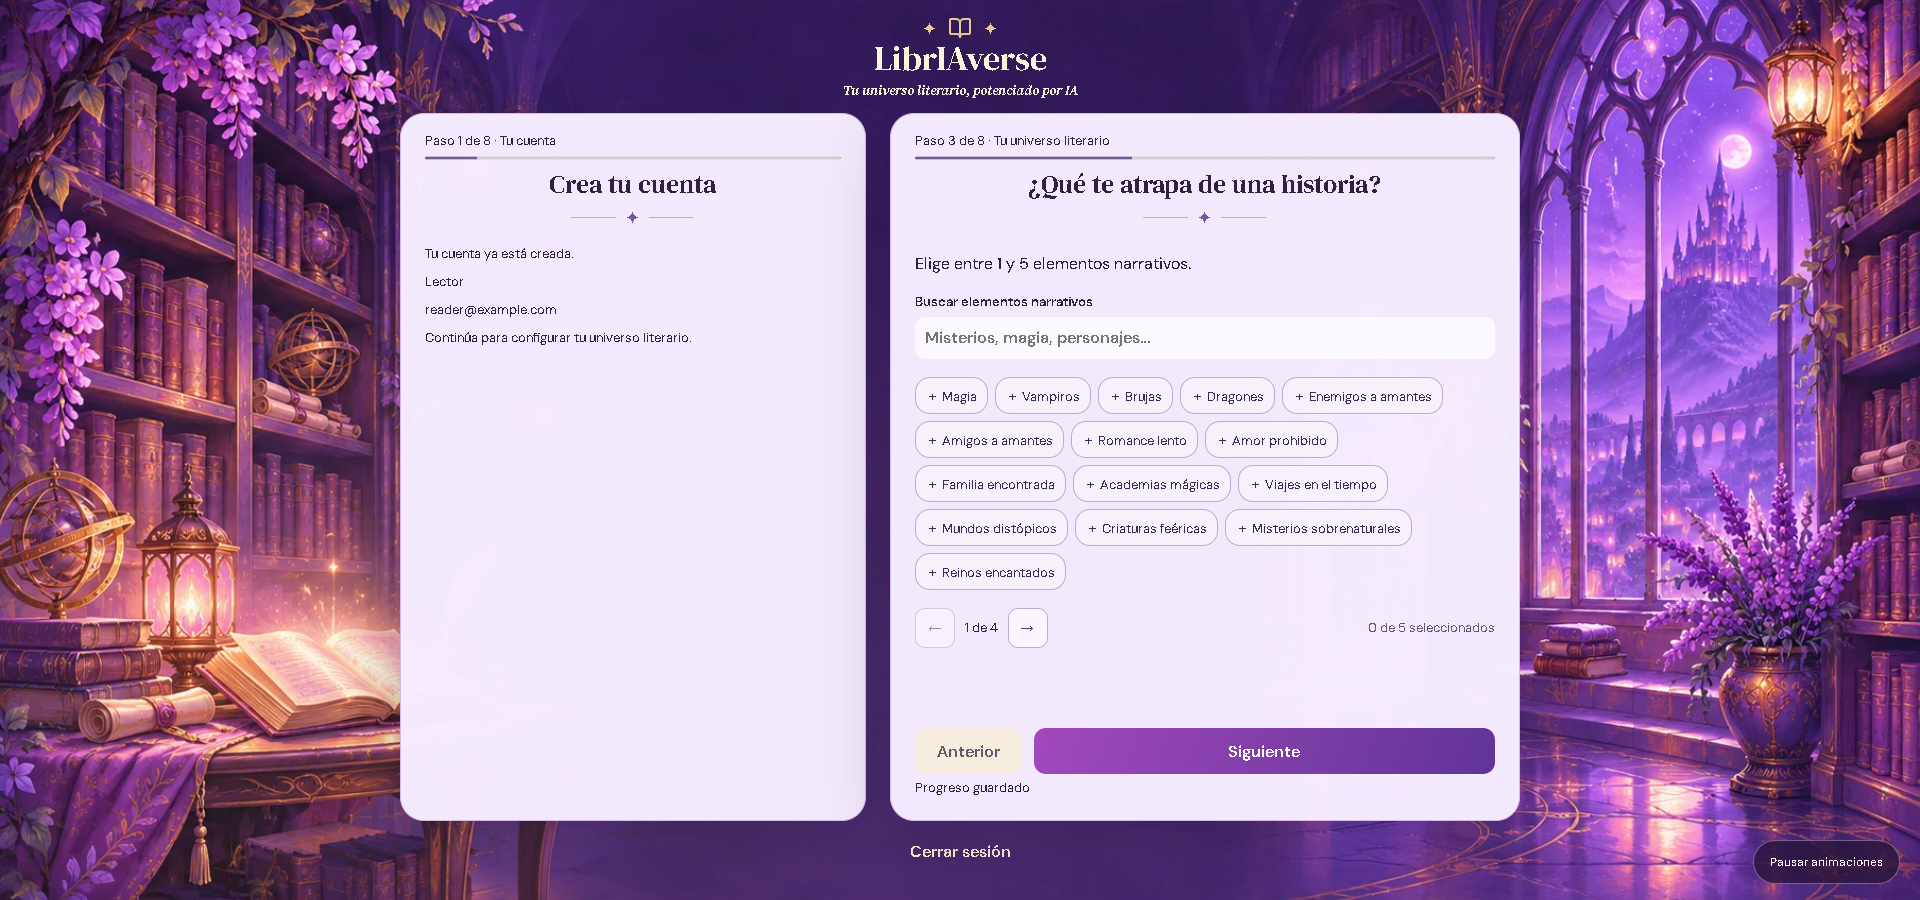 LibrIAverse
Tu universo literario, potenciado por IA
Paso 1 de 8 · Tu cuenta
Crea tu cuenta
Tu cuenta ya está creada.
Lector
reader@example.com
Continúa para configurar tu universo literario.
Paso 3 de 8 · Tu universo literario
¿Qué te atrapa de una historia?
Elige entre 1 y 5 elementos narrativos.
Buscar elementos narrativos
Misterios, magia, personajes...
+ Magia + Vampiros + Brujas + Dragones + Enemigos a amantes
+ Amigos a amantes + Romance lento + Amor prohibido
+ Familia encontrada + Academias mágicas + Viajes en el tiempo
+ Mundos distópicos + Criaturas feéricas + Misterios sobrenaturales
+ Reinos encantados
← 1 de 4 → 0 de 5 seleccionados
Anterior Siguiente
Progreso guardado
Cerrar sesión
Pausar animaciones